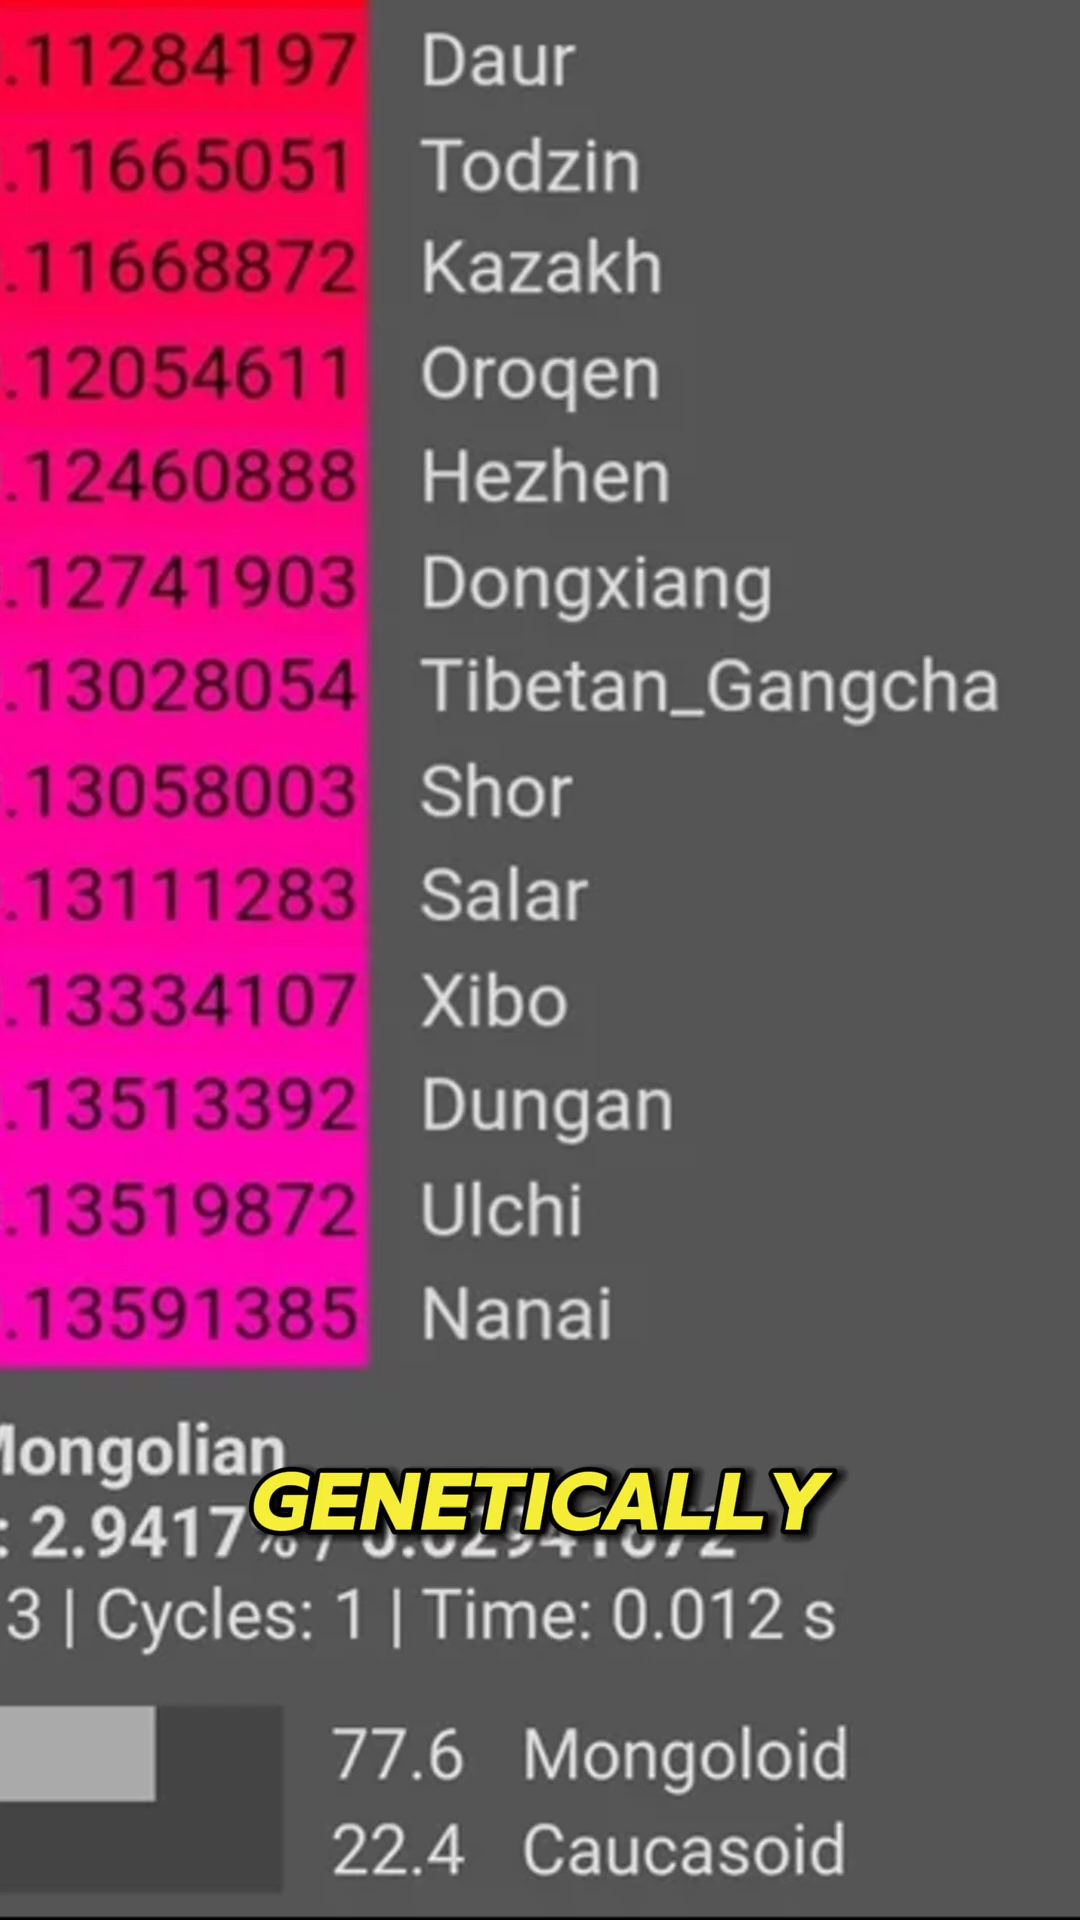 .11284197 Daur
.11665051 Todzin
.11668872 Kazakh
.12054611 Oroqen
.12460888 Hezhen
.12741903 Dongxiang
.13028054 Tibetan_Gangcha
.13058003 Shor
.13111283 Salar
.13334107 Xibo
.13513392 Dungan
.13519872 Ulchi
.13591385 Nanai
Mongolian
GENETICALLY
: 2.9417% /
3 | Cycles: 1 | Time: 0.012 s
77.6 Mongoloid
22.4 Caucasoid